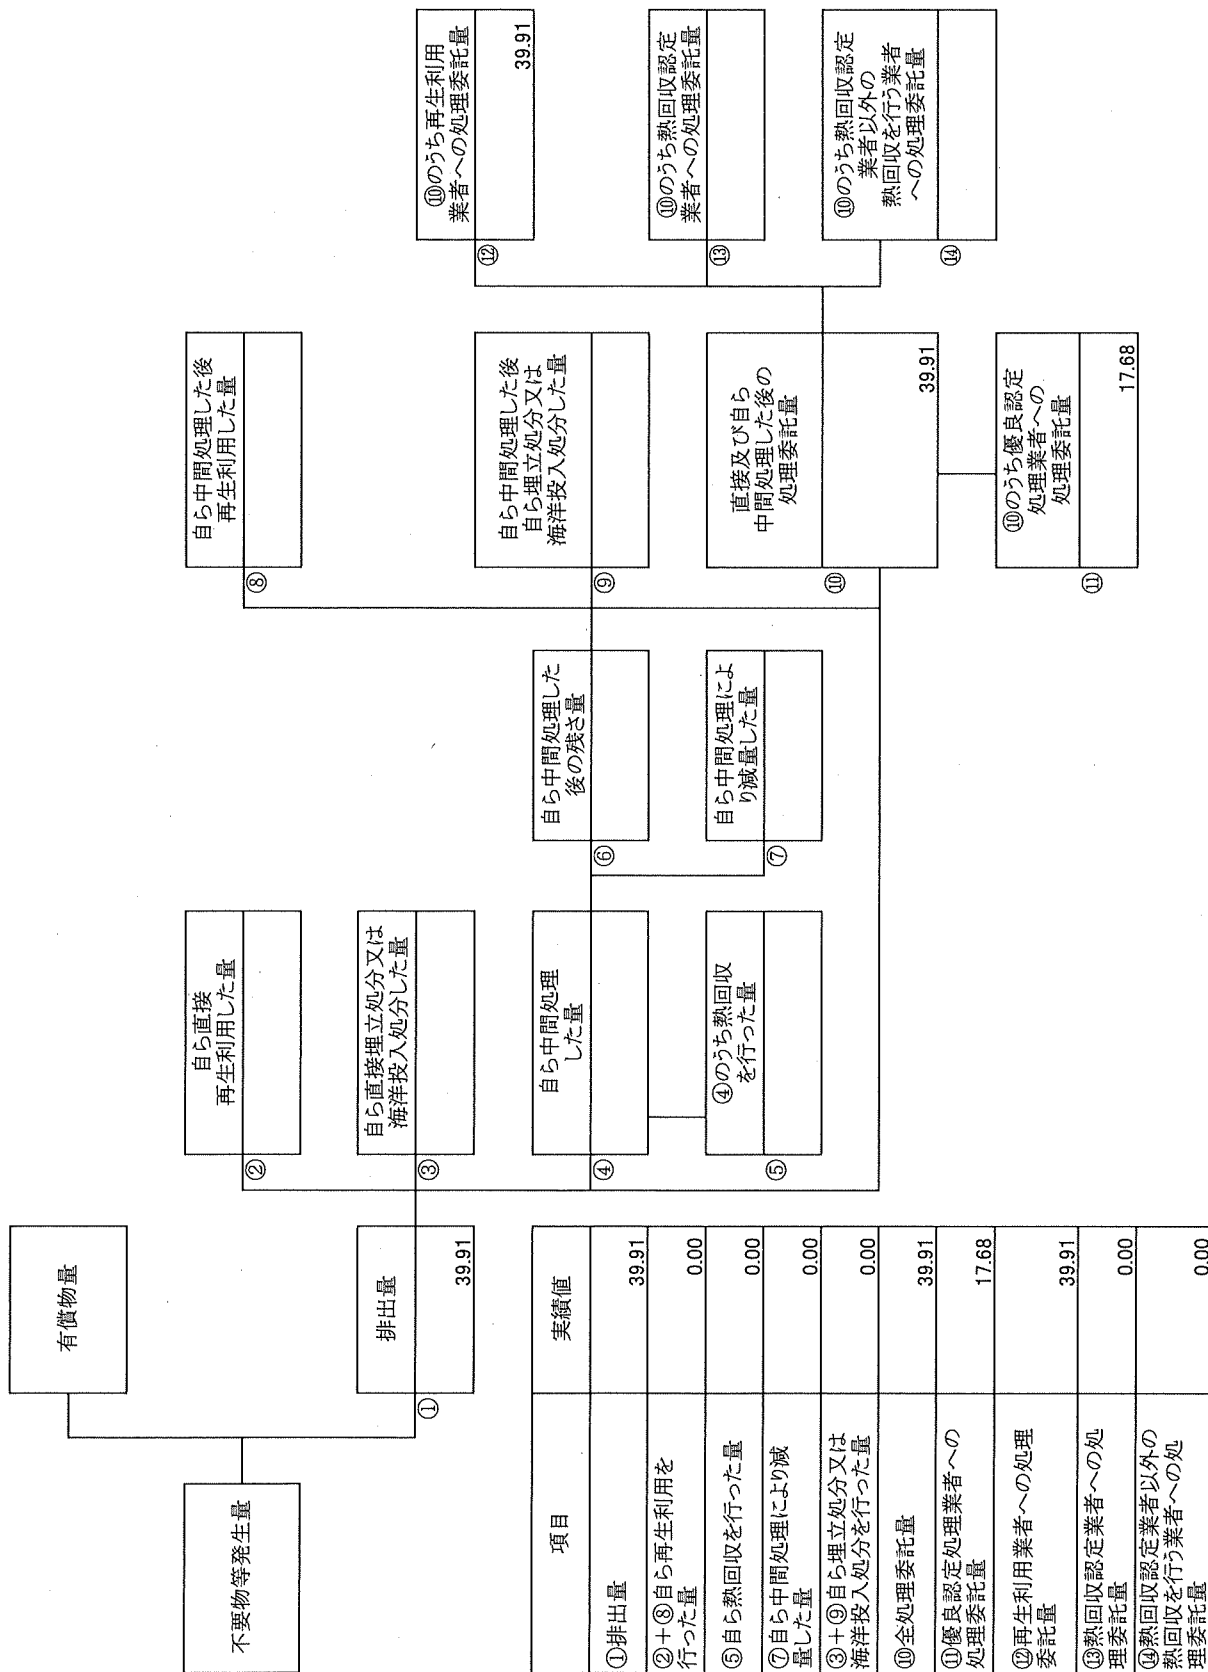 不要物等発生量
有償物量
排出量
①
39.91
自ら直接
再生利用した量
②
自ら直接埋立処分又は
海洋投入処分した量
③
自ら中間処理
した量
④
④のうち熱回収
を行った量
⑤
自ら中間処理した
後の残さ量
⑥
自ら中間処理によ
り減量した量
⑦
自ら中間処理した後
再生利用した量
⑧
自ら中間処理した後
自ら埋立処分又は
海洋投入処分した量
⑨
直接及び自ら
中間処理した後の
処理委託量
⑩
39.91
⑩のうち優良認定
処理業者への
処理委託量
⑪
17.68
⑩のうち再生利用
業者への処理委託量
⑫
39.91
⑩のうち熱回収認定
業者への処理委託量
⑬
⑩のうち熱回収認定
業者以外の
熱回収を行う業者
への処理委託量
⑭
項目 実績値
①排出量 39.91
②+⑧自ら再生利用を
行った量 0.00
⑤自ら熱回収を行った量 0.00
⑦自ら中間処理により減
量した量 0.00
③+⑨自ら埋立処分又は
海洋投入処分を行った量 0.00
⑩全処理委託量 39.91
⑪優良認定処理業者への
処理委託量 17.68
⑫再生利用業者への処理
委託量 39.91
⑬熱回収認定業者への処
理委託量 0.00
⑭熱回収認定業者以外の
熱回収を行う業者への処
理委託量 0.00